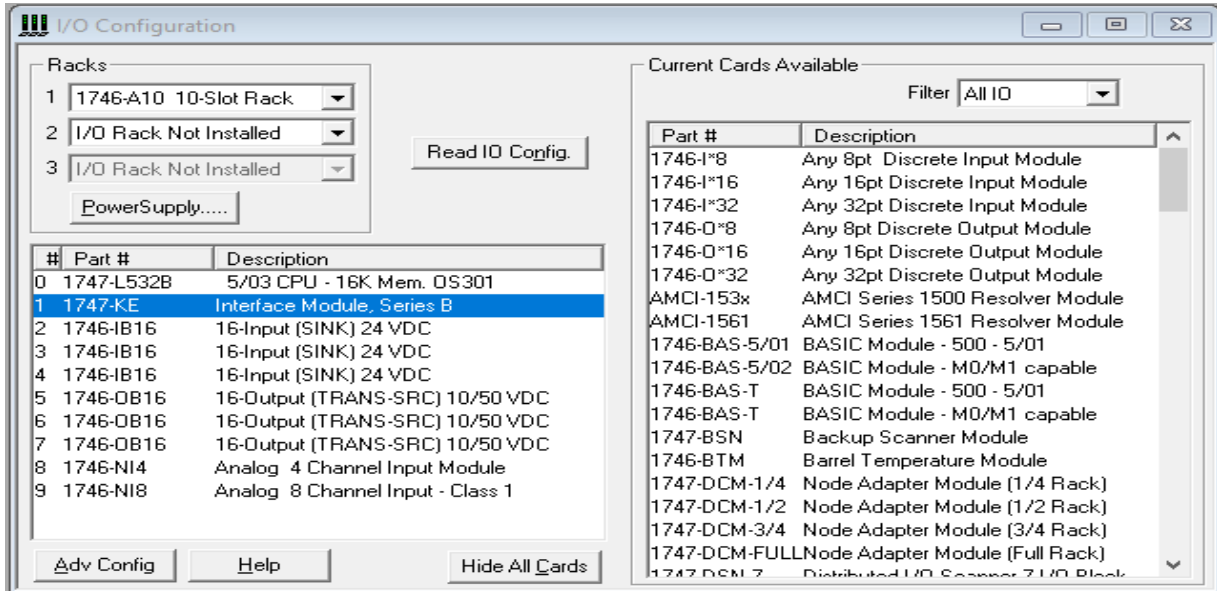 I/O Configuration
Racks
1 1746-A10 10-Slot Rack
2 I/O Rack Not Installed
3 I/O Rack Not Installed
PowerSupply.....
Read IO Config.
# Part # Description
0 1747-L532B 5/03 CPU - 16K Mem. OS301
1 1747-KE Interface Module, Series B
2 1746-IB16 16-Input (SINK) 24 VDC
3 1746-IB16 16-Input (SINK) 24 VDC
4 1746-IB16 16-Input (SINK) 24 VDC
5 1746-OB16 16-Output (TRANS-SRC) 10/50 VDC
6 1746-OB16 16-Output (TRANS-SRC) 10/50 VDC
7 1746-OB16 16-Output (TRANS-SRC) 10/50 VDC
8 1746-NI4 Analog 4 Channel Input Module
9 1746-NI8 Analog 8 Channel Input - Class 1
Adv Config Help Hide All Cards
Current Cards Available
Filter All IO
Part # Description
1746-I*8 Any 8pt Discrete Input Module
1746-I*16 Any 16pt Discrete Input Module
1746-I*32 Any 32pt Discrete Input Module
1746-O*8 Any 8pt Discrete Output Module
1746-O*16 Any 16pt Discrete Output Module
1746-O*32 Any 32pt Discrete Output Module
AMCI-153x AMCI Series 1500 Resolver Module
AMCI-1561 AMCI Series 1561 Resolver Module
1746-BAS-5/01 BASIC Module - 500 - 5/01
1746-BAS-5/02 BASIC Module - M0/M1 capable
1746-BAS-T BASIC Module - 500 - 5/01
1746-BAS-T BASIC Module - M0/M1 capable
1747-BSN Backup Scanner Module
1746-BTM Barrel Temperature Module
1747-DCM-1/4 Node Adapter Module (1/4 Rack)
1747-DCM-1/2 Node Adapter Module (1/2 Rack)
1747-DCM-3/4 Node Adapter Module (3/4 Rack)
1747-DCM-FULL Node Adapter Module (Full Rack)
1747-DSN-7 Distributed I/O Scanner 7 I/O Block